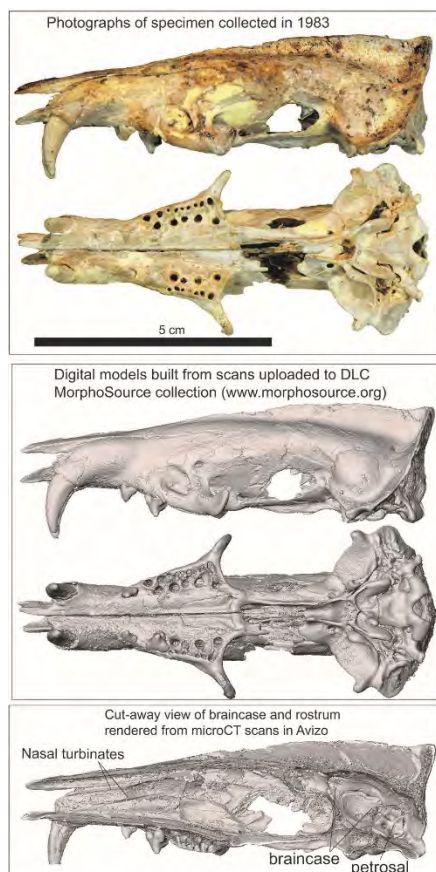 Photographs of specimen collected in 1983
5 cm
Digital models built from scans uploaded to DLC
MorphoSource collection (www.morphosource.org)
Cut-away view of braincase and rostrum
rendered from microCT scans in Avizo
Nasal turbinates
braincase
petrosal